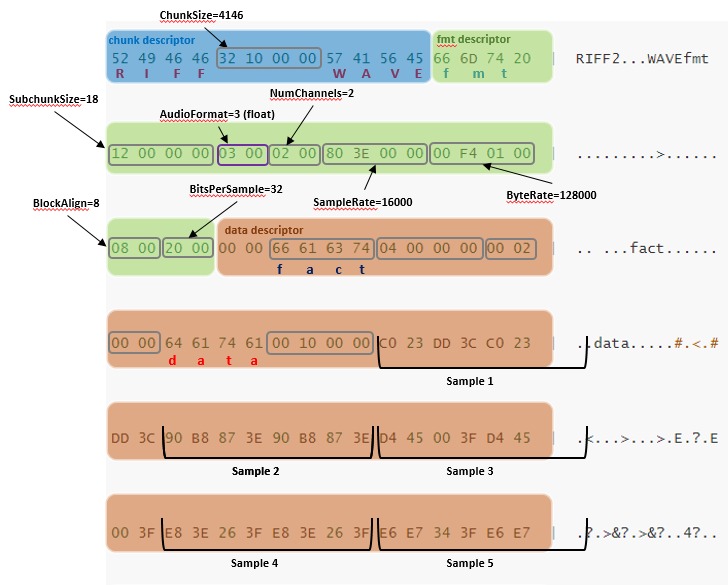 ChunkSize=4146
chunk descriptor
fmt descriptor
52 49 46 46 32 10 00 00 57 41 56 45 66 6D 74 20 | RIFF2...WAVEfmt
R I F F W A V E f m t
SubchunkSize=18
NumChannels=2
AudioFormat=3 (float)
12 00 00 00 03 00 02 00 80 3E 00 00 00 F4 01 00 | .........>......
BitsPerSample=32
SampleRate=16000
ByteRate=128000
BlockAlign=8
data descriptor
08 00 20 00 00 00 66 61 63 74 04 00 00 00 00 02 | .. ...fact......
f a c t
00 00 64 61 74 61 00 10 00 00 C0 23 DD 3C C0 23 | ..data.....#.<.#
d a t a
Sample 1
DD 3C 90 B8 87 3E 90 B8 87 3E D4 45 00 3F D4 45 | .<...>...>.E.?.E
Sample 2 Sample 3
00 3F E8 3E 26 3F E8 3E 26 3F E6 E7 34 3F E6 E7 | .?.>&?.>&?..4?..
Sample 4 Sample 5